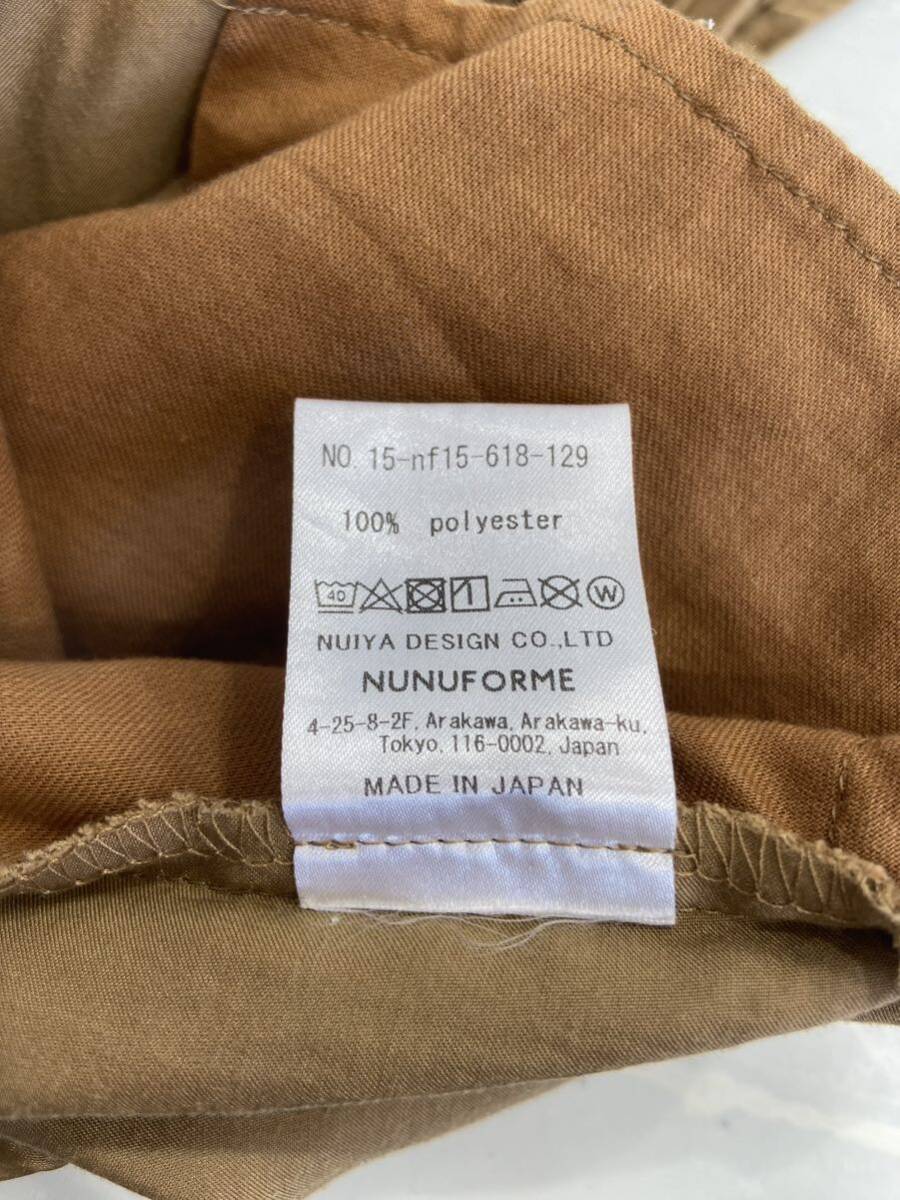 NO. 15-nf15-618-129
100% polyester
40 W
NUIYA DESIGN CO.,LTD
NUNUFORME
4-25-8-2F, Arakawa, Arakawa-ku,
Tokyo, 116-0002, Japan
MADE IN JAPAN